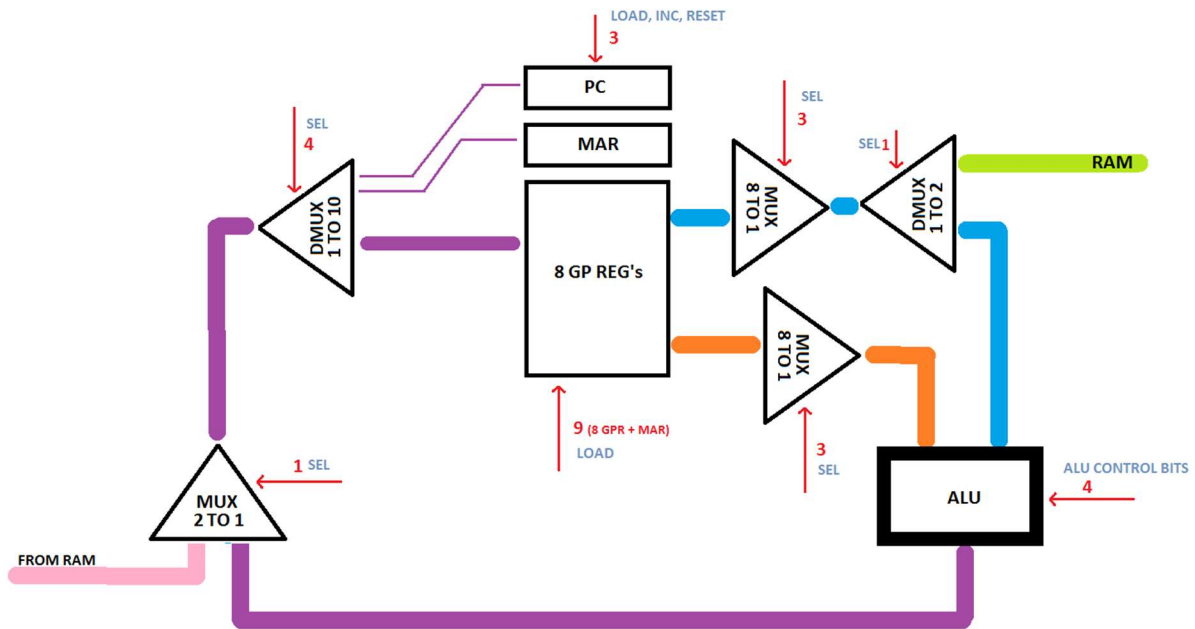 LOAD, INC, RESET
3
PC
SEL
4
MAR
SEL
3
SEL 1
RAM
DMUX
1 TO 10
MUX
8 TO 1
DMUX
1 TO 2
8 GP REG's
MUX
8 TO 1
9 (8 GPR + MAR)
LOAD
3
SEL
1 SEL
ALU CONTROL BITS
4
MUX
2 TO 1
ALU
FROM RAM